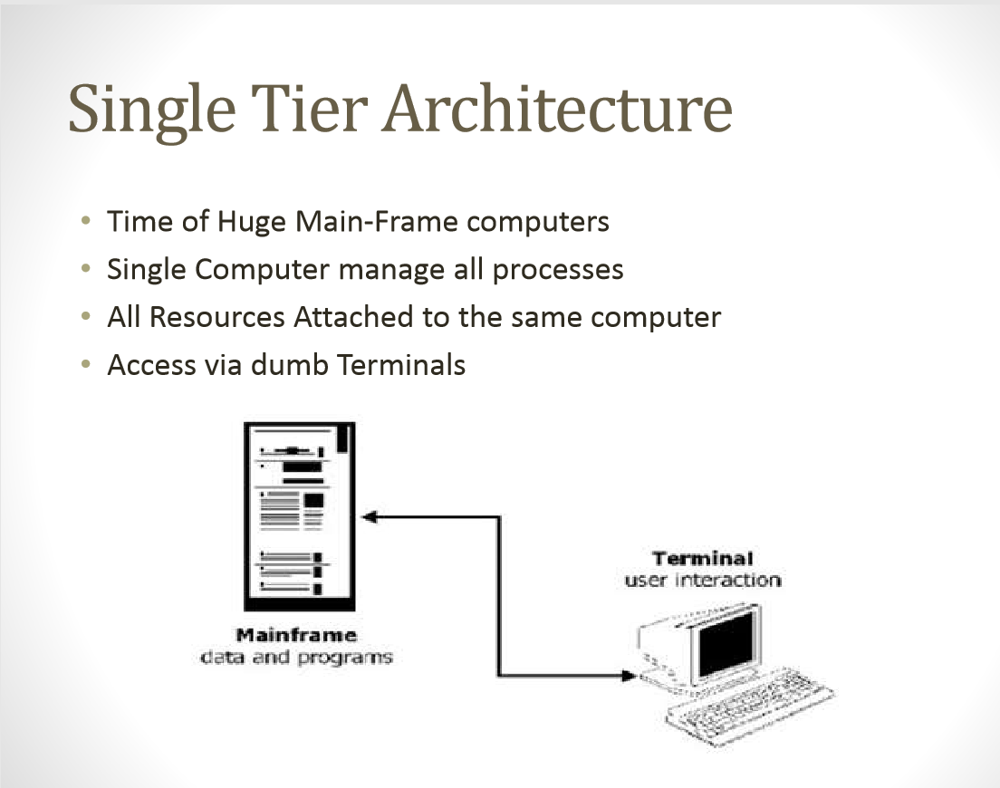 Single Tier Architecture
• Time of Huge Main-Frame computers
• Single Computer manage all processes
• All Resources Attached to the same computer
• Access via dumb Terminals
Terminal
user interaction
Mainframe
data and programs